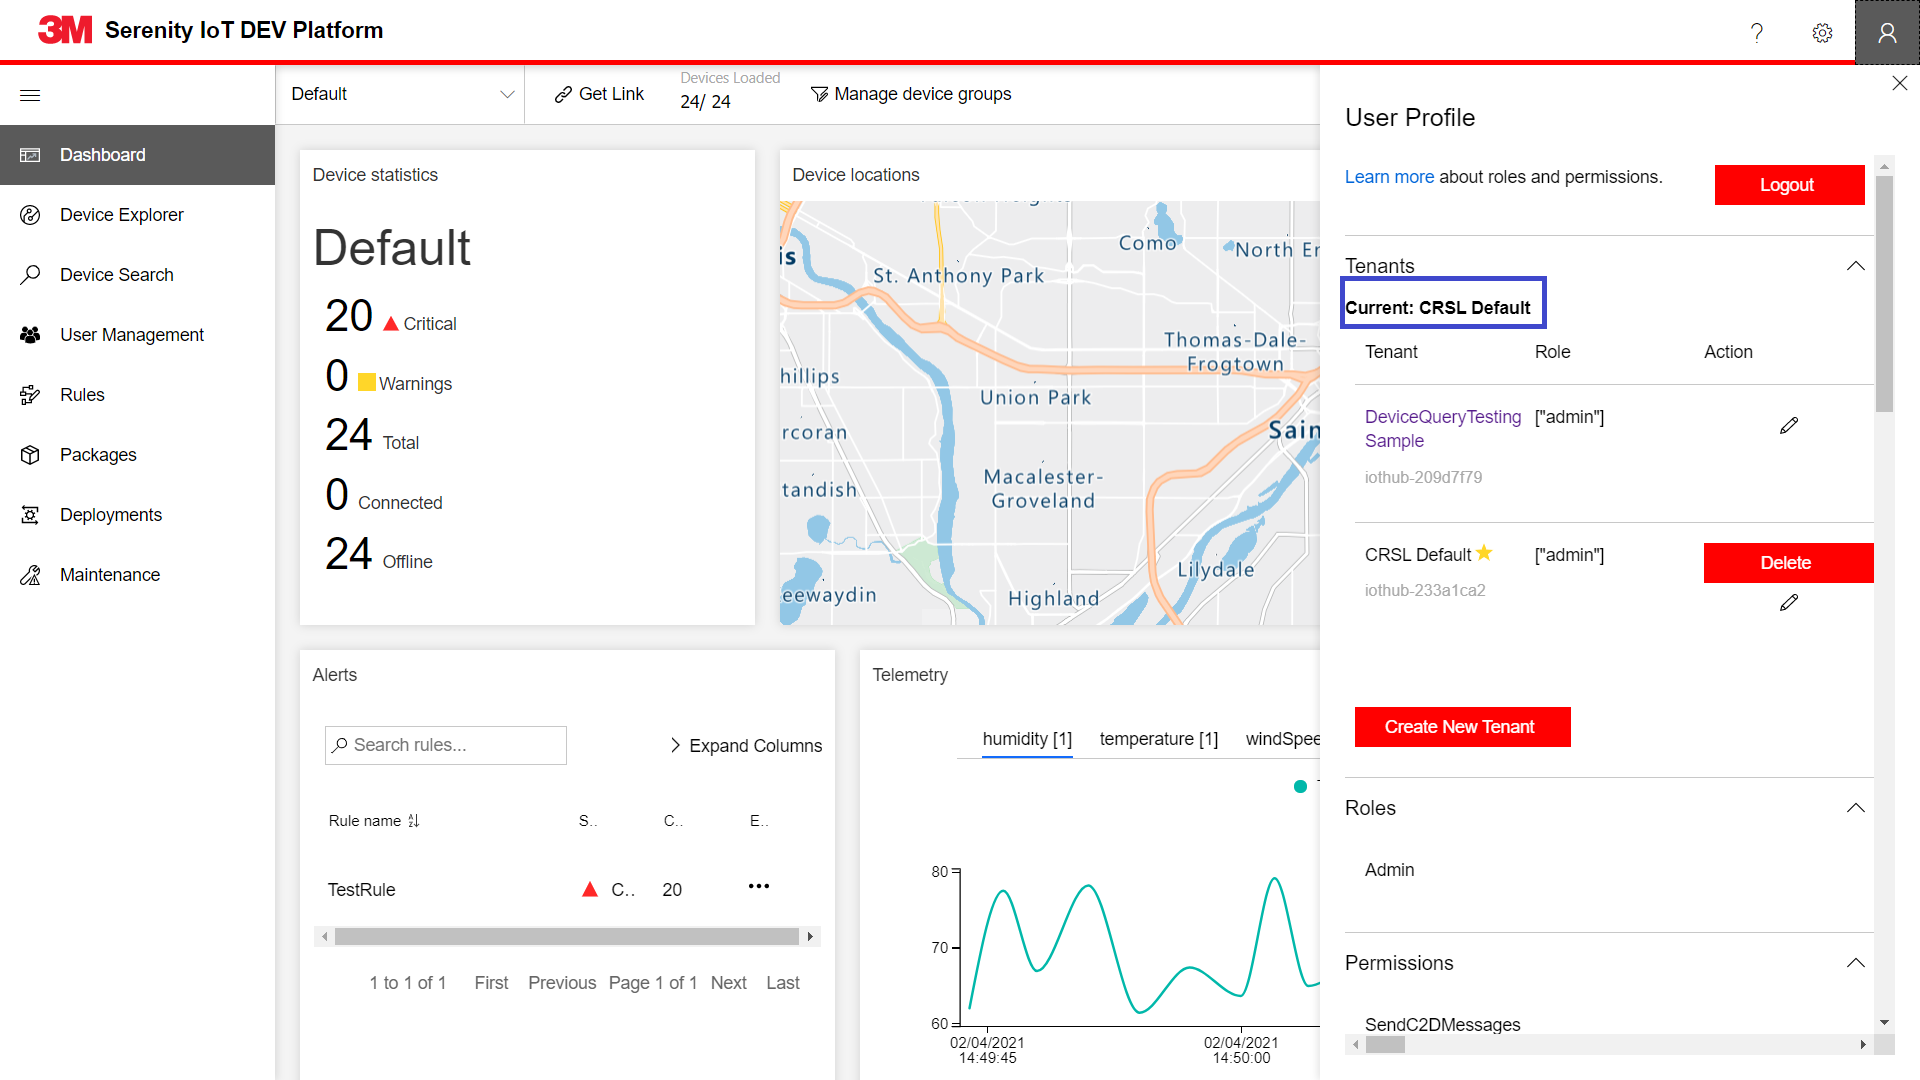 3M Serenity IoT DEV Platform
Default
Get Link
Devices Loaded
24/ 24
Manage device groups
Dashboard
Device Explorer
Device Search
User Management
Rules
Packages
Deployments
Maintenance
Device statistics
Default
20 Critical
0 Warnings
24 Total
0 Connected
24 Offline
Device locations
Como
North En
St. Anthony Park
is
Thomas-Dale-
Frogtown
hillips
Union Park
rcoran
Sain
Macalester-
Groveland
tandish
Lilydale
eewaydin
Highland
Alerts
Search rules...
Expand Columns
Rule name
S..
C..
E..
TestRule
C..
20
•••
1 to 1 of 1
First
Previous
Page 1 of 1
Next
Last
Telemetry
humidity [1]
temperature [1]
windSpee
80
70
60
02/04/2021
14:49:45
02/04/2021
14:50:00
User Profile
Learn more about roles and permissions.
Logout
Tenants
Current: CRSL Default
Tenant
Role
Action
DeviceQueryTesting
Sample
["admin"]
iothub-209d7f79
CRSL Default
["admin"]
Delete
iothub-233a1ca2
Create New Tenant
Roles
Admin
Permissions
SendC2DMessages